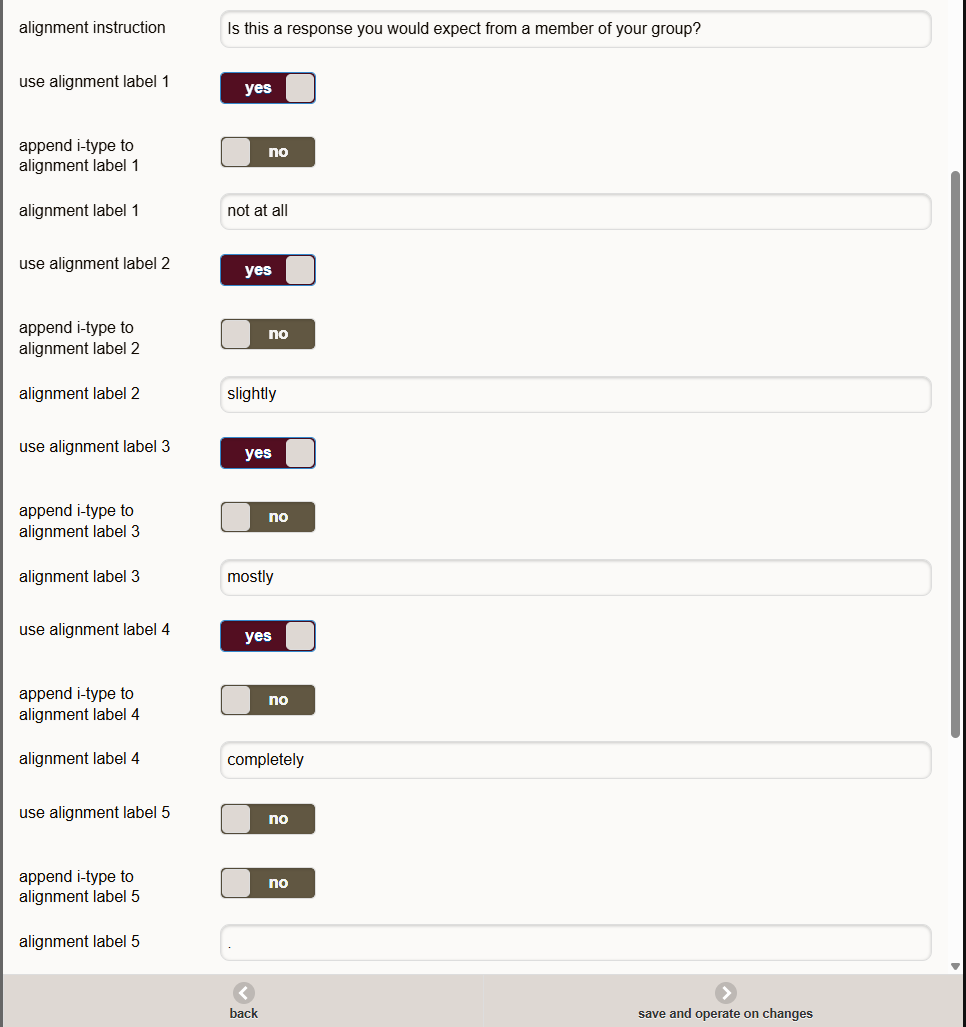 alignment instruction
Is this a response you would expect from a member of your group?
use alignment label 1
yes
append i-type to
alignment label 1
no
alignment label 1
not at all
use alignment label 2
yes
append i-type to
alignment label 2
no
alignment label 2
slightly
use alignment label 3
yes
append i-type to
alignment label 3
no
alignment label 3
mostly
use alignment label 4
yes
append i-type to
alignment label 4
no
alignment label 4
completely
use alignment label 5
no
append i-type to
alignment label 5
no
alignment label 5
.
back
save and operate on changes